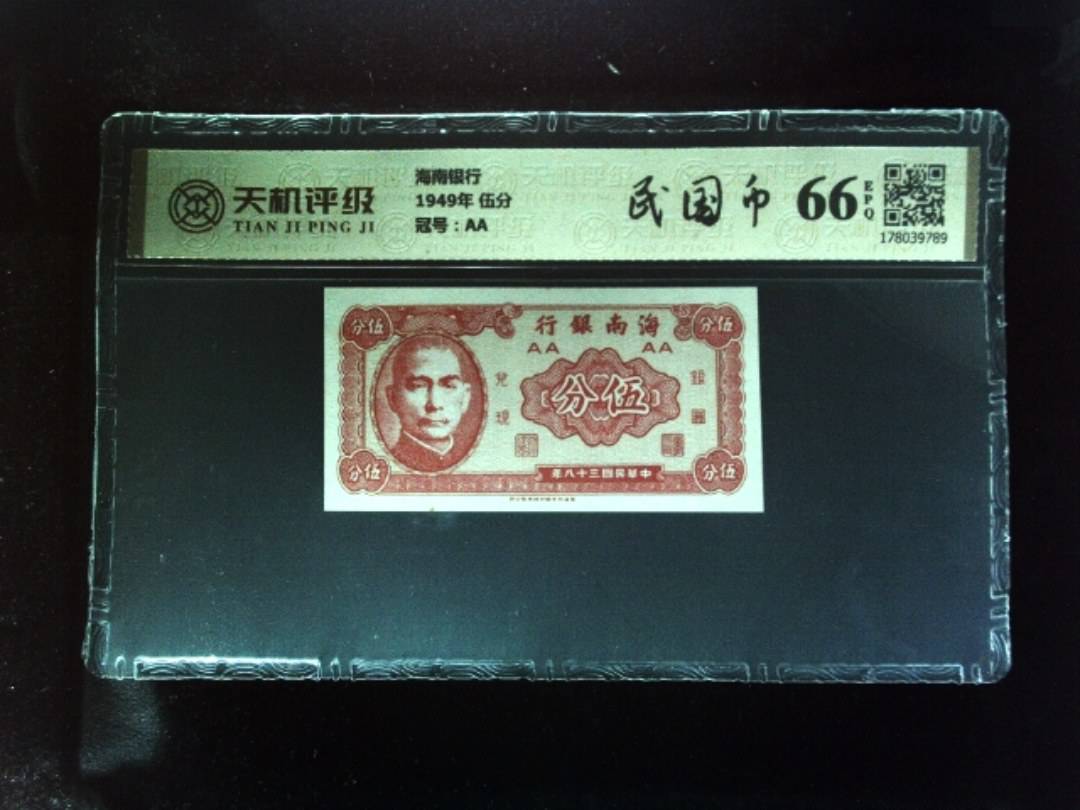 天机评级
TIAN JI PING JI
海南银行
1949年 伍分
冠号：AA
民国币
66
EPQ
178039789
分伍
行銀南海
分伍
AA
AA
兌現
分伍
銀圓
分伍
年八十三國民華中
分伍